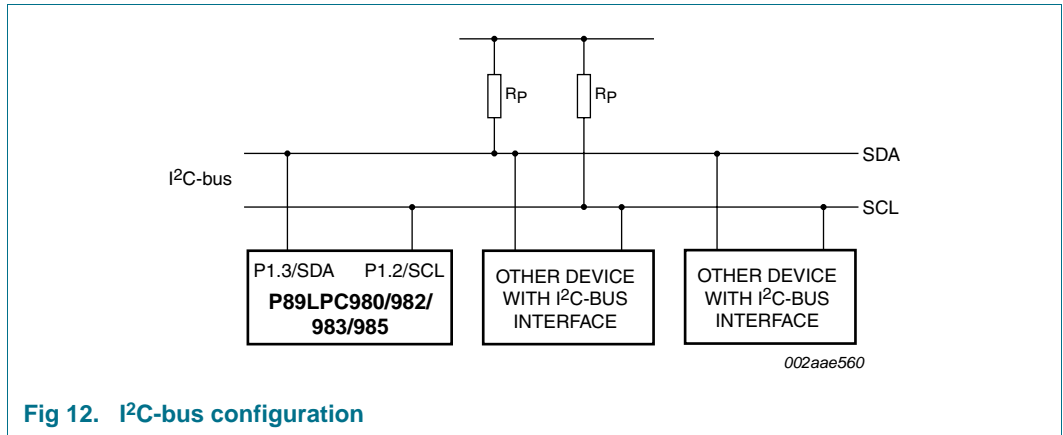 RP RP
SDA
I2C-bus
SCL
P1.3/SDA P1.2/SCL
P89LPC980/982/
983/985
OTHER DEVICE
WITH I2C-BUS
INTERFACE
OTHER DEVICE
WITH I2C-BUS
INTERFACE
002aae560
Fig 12. I2C-bus configuration